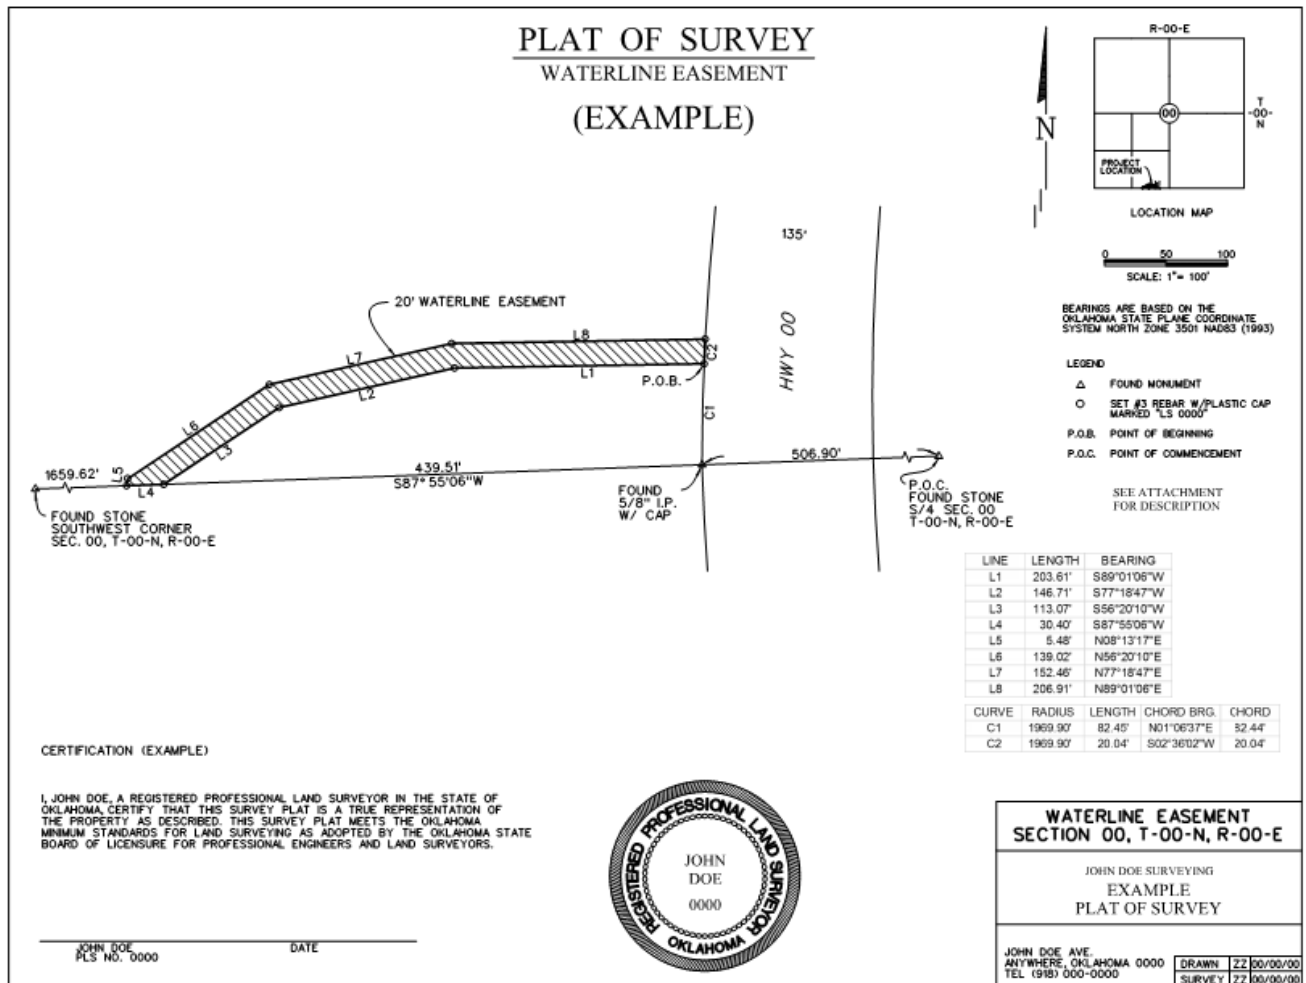 PLAT OF SURVEY
WATERLINE EASEMENT
(EXAMPLE)
N
R-00-E
00
T
-00-
N
PROJECT
LOCATION
LOCATION MAP
0 50 100
SCALE: 1"= 100'
BEARINGS ARE BASED ON THE
OKLAHOMA STATE PLANE COORDINATE
SYSTEM NORTH ZONE 3501 NAD83 (1993)
LEGEND
FOUND MONUMENT
SET #3 REBAR W/PLASTIC CAP
MARKED "LS 0000"
P.O.B. POINT OF BEGINNING
P.O.C. POINT OF COMMENCEMENT
SEE ATTACHMENT
FOR DESCRIPTION
135'
HWY 00
20' WATERLINE EASEMENT
L8
L7
C2
L1
P.O.B.
L2
L6
C1
L3
L5
L4
1659.62'
439.51'
S87° 55'06"W
506.90'
FOUND STONE
SOUTHWEST CORNER
SEC. 00, T-00-N, R-00-E
FOUND
5/8" I.P.
W/ CAP
P.O.C.
FOUND STONE
S/4 SEC. 00
T-00-N, R-00-E
LINE LENGTH BEARING
L1 203.61' S89°01'06"W
L2 146.71' S77°18'47"W
L3 113.07' S56°20'10"W
L4 30.40' S87°55'06"W
L5 5.48' N08°13'17"E
L6 139.02' N56°20'10"E
L7 152.46' N77°18'47"E
L8 206.91' N89°01'06"E
CURVE RADIUS LENGTH CHORD BRG. CHORD
C1 1969.90' 82.45' N01°06'37"E 82.44'
C2 1969.90' 20.04' S02°36'02"W 20.04'
CERTIFICATION (EXAMPLE)
I, JOHN DOE, A REGISTERED PROFESSIONAL LAND SURVEYOR IN THE STATE OF
OKLAHOMA, CERTIFY THAT THIS SURVEY PLAT IS A TRUE REPRESENTATION OF
THE PROPERTY AS DESCRIBED. THIS SURVEY PLAT MEETS THE OKLAHOMA
MINIMUM STANDARDS FOR LAND SURVEYING AS ADOPTED BY THE OKLAHOMA STATE
BOARD OF LICENSURE FOR PROFESSIONAL ENGINEERS AND LAND SURVEYORS.
JOHN DOE DATE
PLS NO. 0000
REGISTERED PROFESSIONAL LAND SURVEYOR
JOHN
DOE
0000
OKLAHOMA
WATERLINE EASEMENT
SECTION 00, T-00-N, R-00-E
JOHN DOE SURVEYING
EXAMPLE
PLAT OF SURVEY
JOHN DOE AVE.
ANYWHERE, OKLAHOMA 0000
TEL (918) 000-0000
DRAWN ZZ 00/00/00
SURVEY ZZ 00/00/00